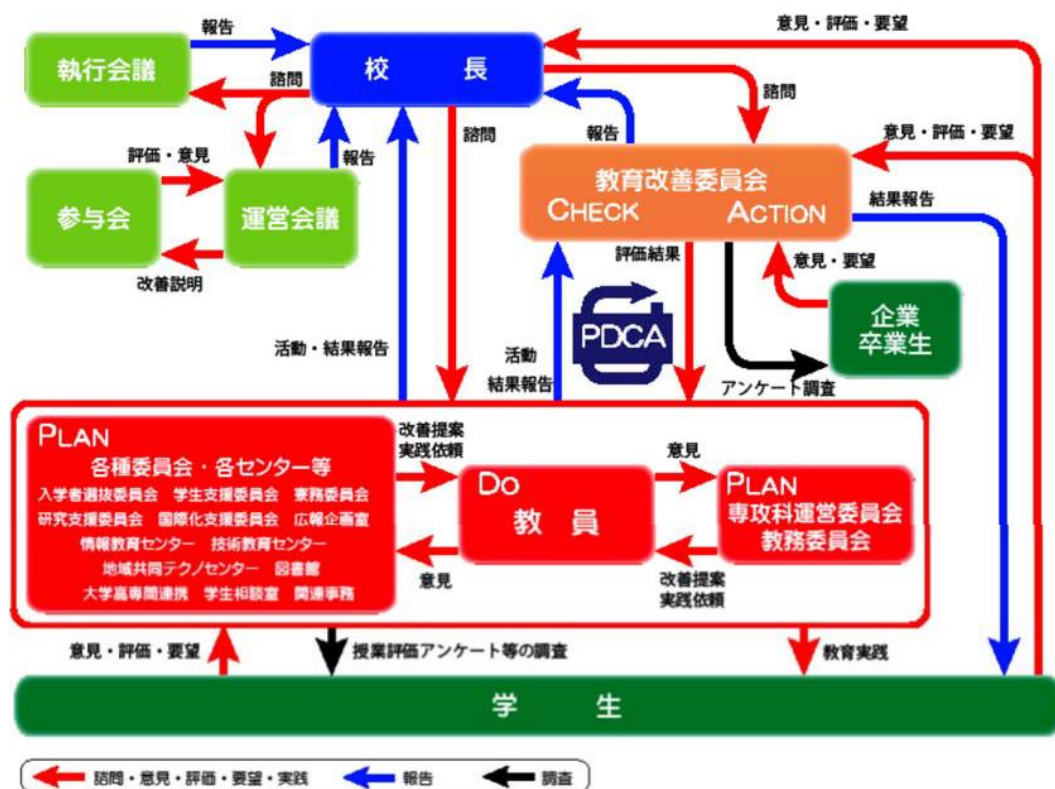 報告
意見・評価・要望
執行会議
校 長
諮問
諮問
報告
諮問
報告
意見・評価・要望
評価・意見
教育改善委員会
CHECK ACTION
結果報告
参与会
運営会議
改善説明
評価結果
意見・要望
PDCA
企業
卒業生
活動・結果報告
活動
結果報告
アンケート調査
PLAN
各種委員会・各センター等
入学者選抜委員会 学生支援委員会 寮務委員会
研究支援委員会 国際化支援委員会 広報企画室
情報教育センター 技術教育センター
地域共同テクノセンター 図書館
大学高専間連携 学生相談室 関連事務
改善提案
実践依頼
意見
DO
教 員
意見
PLAN
専攻科運営委員会
教務委員会
改善提案
実践依頼
意見・評価・要望
授業評価アンケート等の調査
教育実践
学 生
諮問・意見・評価・要望・実践
報告
調査